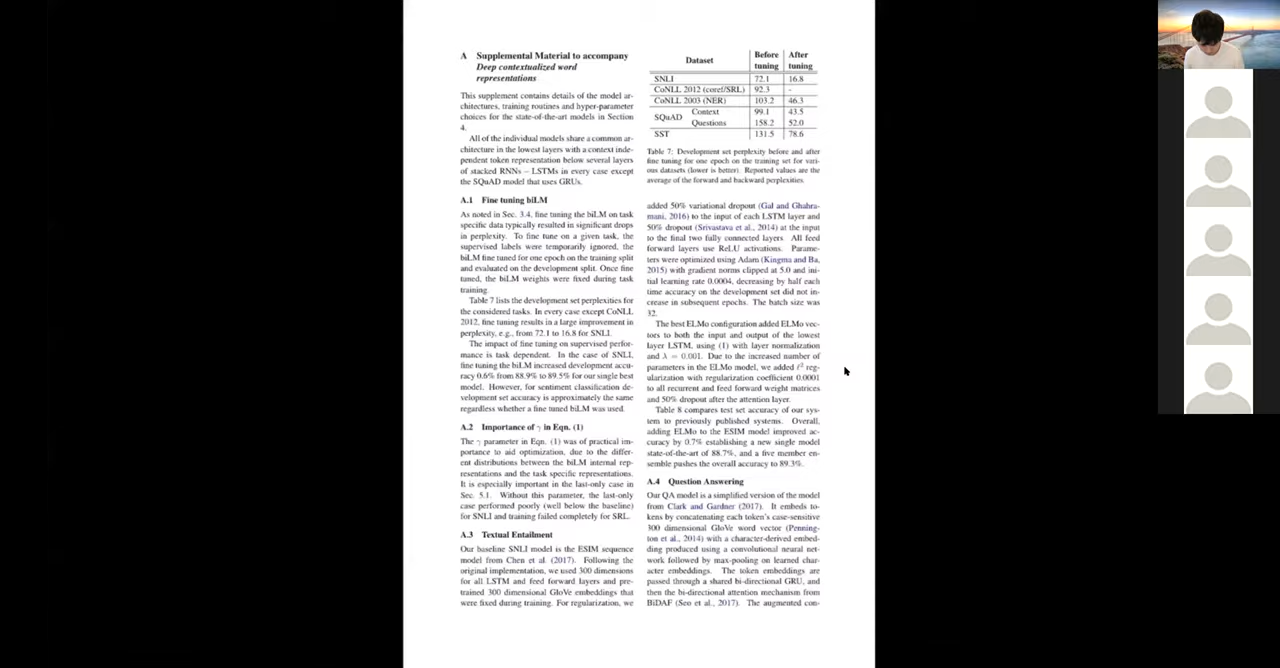 A Supplemental Material to accompany
Deep contextualized word
representations
This supplement contains details of the model ar-
chitectures, training routines and hyper-parameter
choices for the state-of-the-art models in Section
4.
All of the individual models share a common ar-
chitecture in the lowest layers with a context inde-
pendent token representation below several layers
of stacked RNNs – LSTMs in every case except
the SQuAD model that uses GRUs.
A.1 Fine tuning biLM
As noted in Sec. 3.4, fine tuning the biLM on task
specific data typically resulted in significant drops
in perplexity. To fine tune on a given task, the
supervised labels were temporarily ignored, the
biLM fine tuned for one epoch on the training split
and evaluated on the development split. Once fine
tuned, the biLM weights were fixed during task
training.
Table 7 lists the development set perplexities for
the considered tasks. In every case except CoNLL
2012, fine tuning results in a large improvement in
perplexity, e.g., from 72.1 to 16.8 for SNLI.
The impact of fine tuning on supervised perfor-
mance is task dependent. In the case of SNLI,
fine tuning the biLM increased development accu-
racy 0.6% from 88.9% to 89.5% for our single best
model. However, for sentiment classification de-
velopment set accuracy is approximately the same
regardless whether a fine tuned biLM was used.
A.2 Importance of γ in Eqn. (1)
The γ parameter in Eqn. (1) was of practical im-
portance to aid optimization, due to the differ-
ent distributions between the biLM internal rep-
resentations and the task specific representations.
It is especially important in the last-only case in
Sec. 5.1. Without this parameter, the last-only
case performed poorly (well below the baseline)
for SNLI and training failed completely for SRL.
A.3 Textual Entailment
Our baseline SNLI model is the ESIM sequence
model from Chen et al. (2017). Following the
original implementation, we used 300 dimensions
for all LSTM and feed forward layers and pre-
trained 300 dimensional GloVe embeddings that
were fixed during training. For regularization, we
Dataset Before tuning After tuning
SNLI 72.1 16.8
CoNLL 2012 (coref/SRL) 92.3 -
CoNLL 2003 (NER) 103.2 46.3
SQuAD Context 99.1 43.5
Questions 158.2 52.0
SST 131.5 78.6
Table 7: Development set perplexity before and after
fine tuning for one epoch on the training set for vari-
ous datasets (lower is better). Reported values are the
average of the forward and backward perplexities.
added 50% variational dropout (Gal and Ghahra-
mani, 2016) to the input of each LSTM layer and
50% dropout (Srivastava et al., 2014) at the input
to the final two fully connected layers. All feed
forward layers use ReLU activations. Parame-
ters were optimized using Adam (Kingma and Ba,
2015) with gradient norms clipped at 5.0 and ini-
tial learning rate 0.0004, decreasing by half each
time accuracy on the development set did not in-
crease in subsequent epochs. The batch size was
32.
The best ELMo configuration added ELMo vec-
tors to both the input and output of the lowest
layer LSTM, using (1) with layer normalization
and λ = 0.001. Due to the increased number of
parameters in the ELMo model, we added ℓ² reg-
ularization with regularization coefficient 0.0001
to all recurrent and feed forward weight matrices
and 50% dropout after the attention layer.
Table 8 compares test set accuracy of our sys-
tem to previously published systems. Overall,
adding ELMo to the ESIM model improved ac-
curacy by 0.7% establishing a new single model
state-of-the-art of 88.7%, and a five member en-
semble pushes the overall accuracy to 89.3%.
A.4 Question Answering
Our QA model is a simplified version of the model
from Clark and Gardner (2017). It embeds to-
kens by concatenating each token's case-sensitive
300 dimensional GloVe word vector (Penning-
ton et al., 2014) with a character-derived embed-
ding produced using a convolutional neural net-
work followed by max-pooling on learned char-
acter embeddings. The token embeddings are
passed through a shared bi-directional GRU, and
then the bi-directional attention mechanism from
BiDAF (Seo et al., 2017). The augmented con-